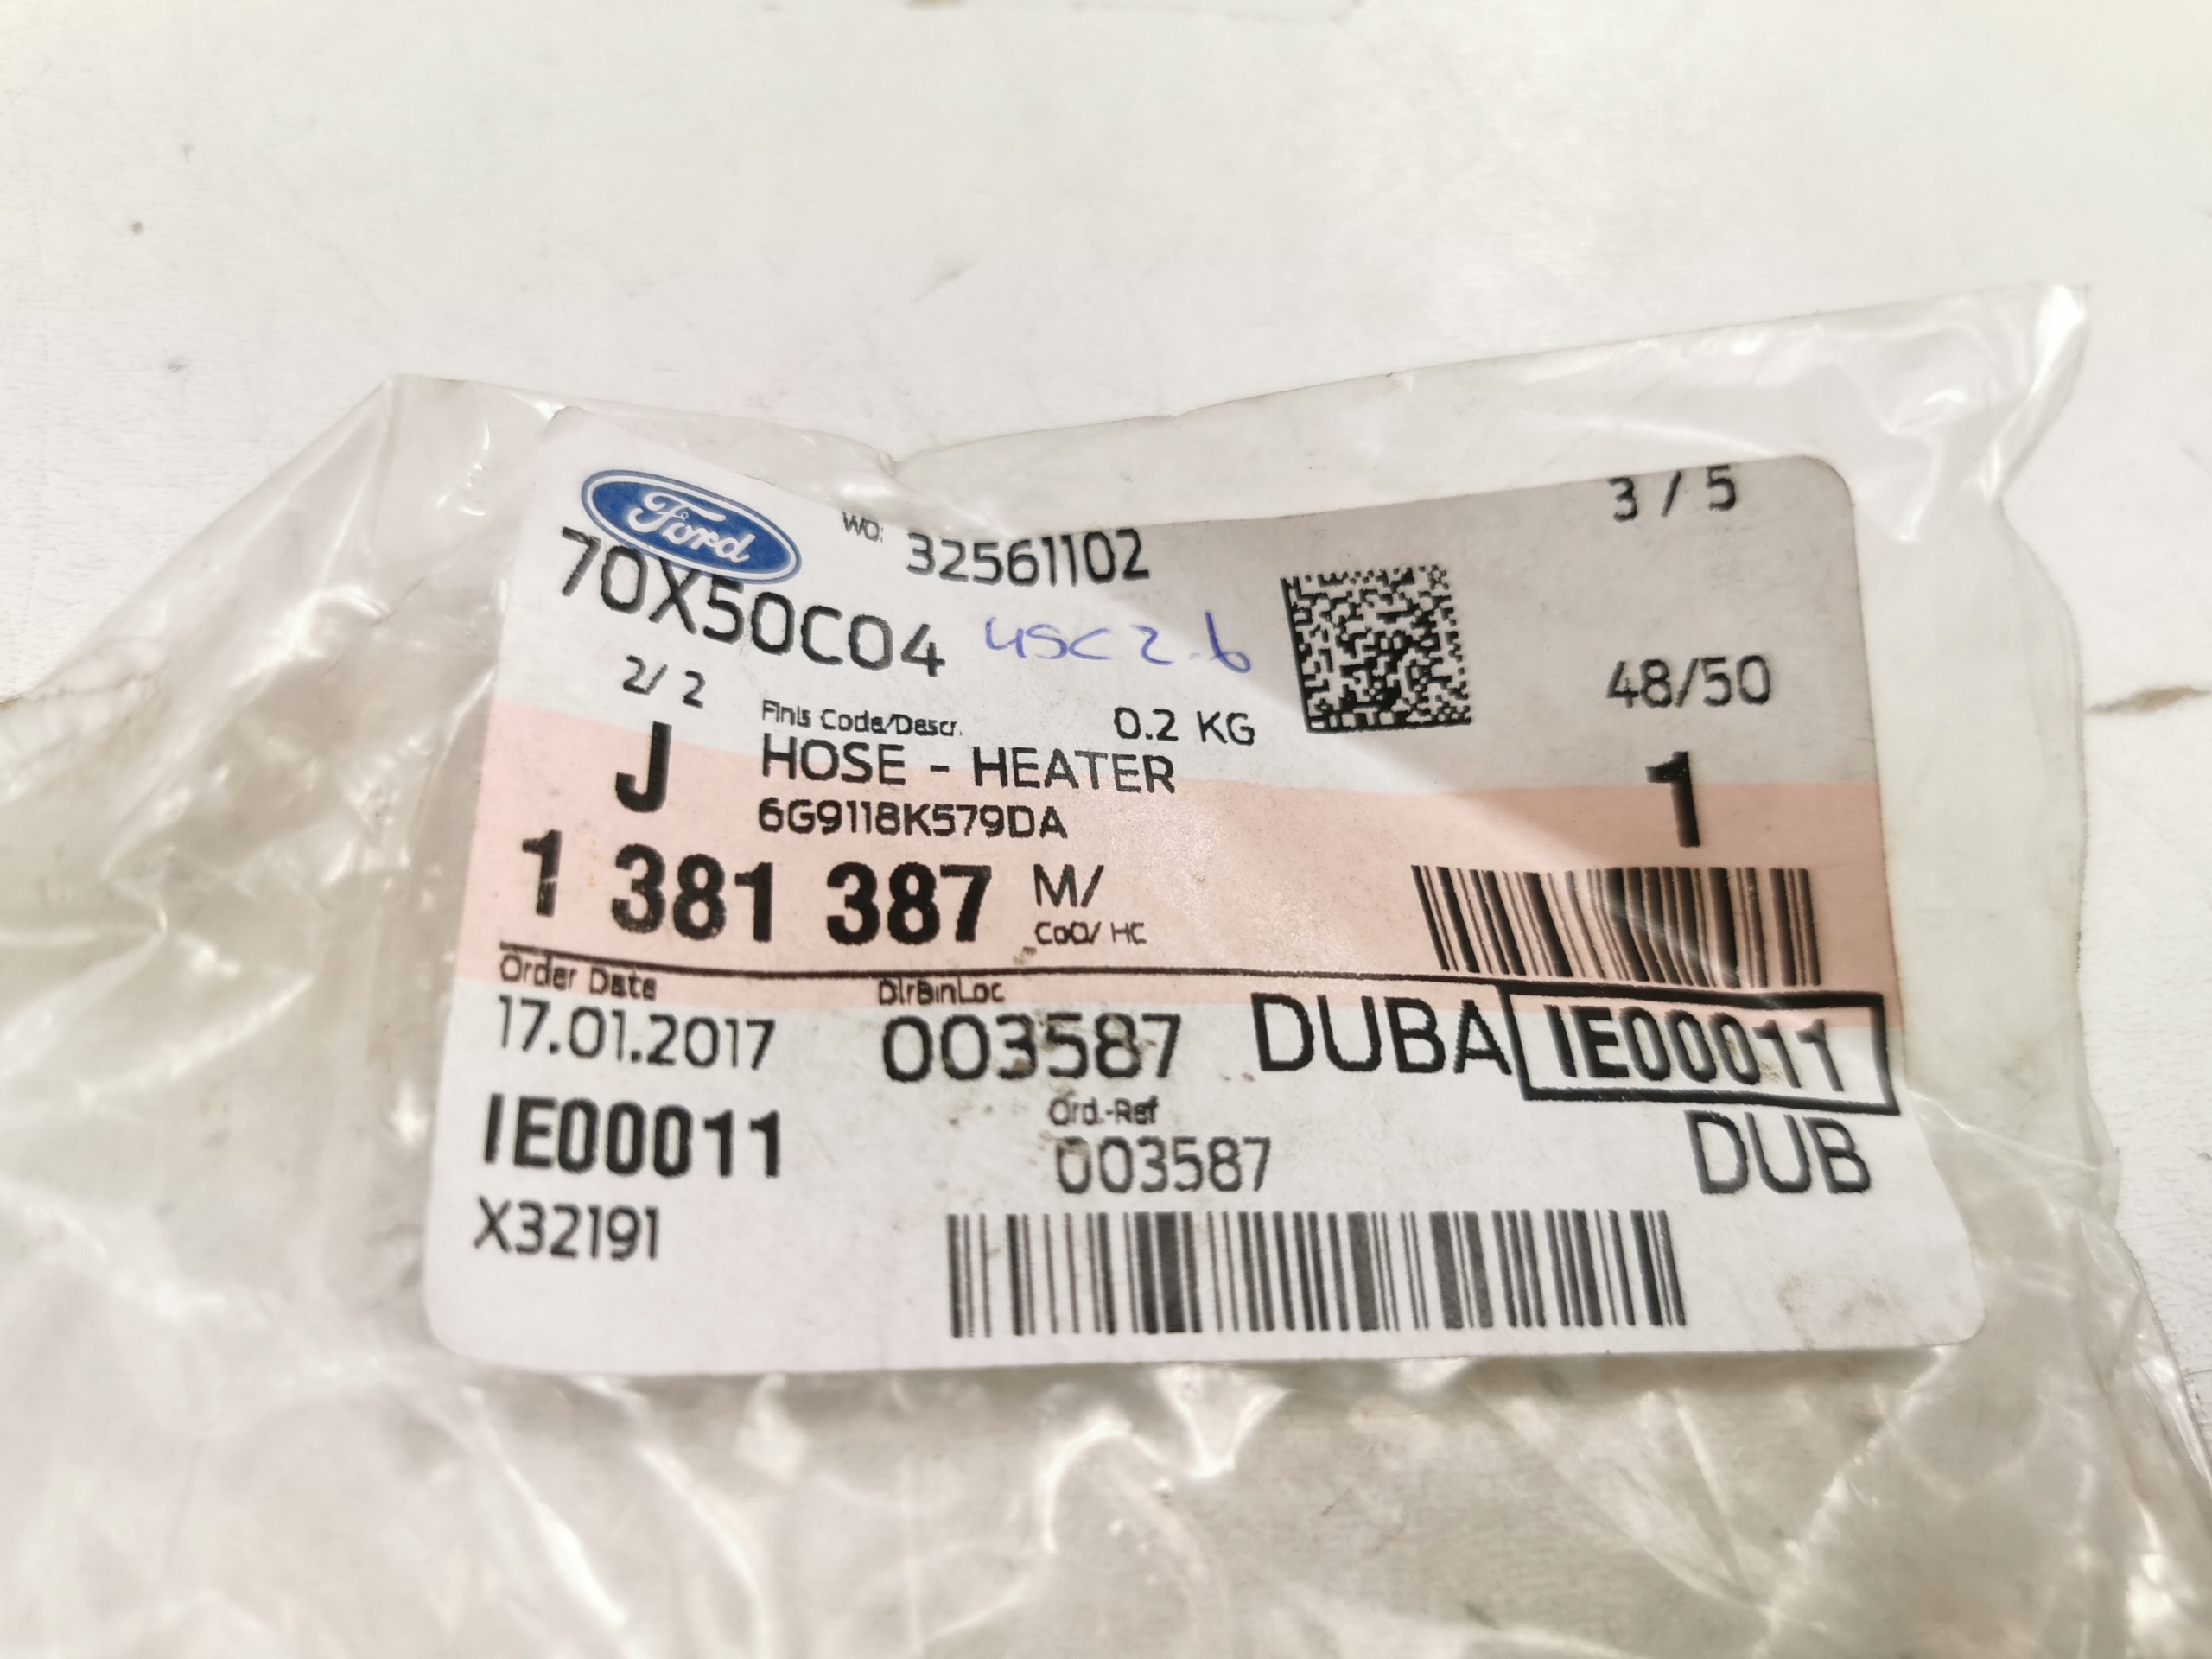 Ford
WO: 32561102
3 / 5
70X50C04
2/ 2
48/50
Finis Code/Descr. 0.2 KG
J HOSE - HEATER
1
6G9118K579DA
1 381 387 M/
CoO/ HC
Order Date DlrBinLoc
17.01.2017 003587 DUBA IE00011
IE00011 Ord.-Ref
003587 DUB
X32191